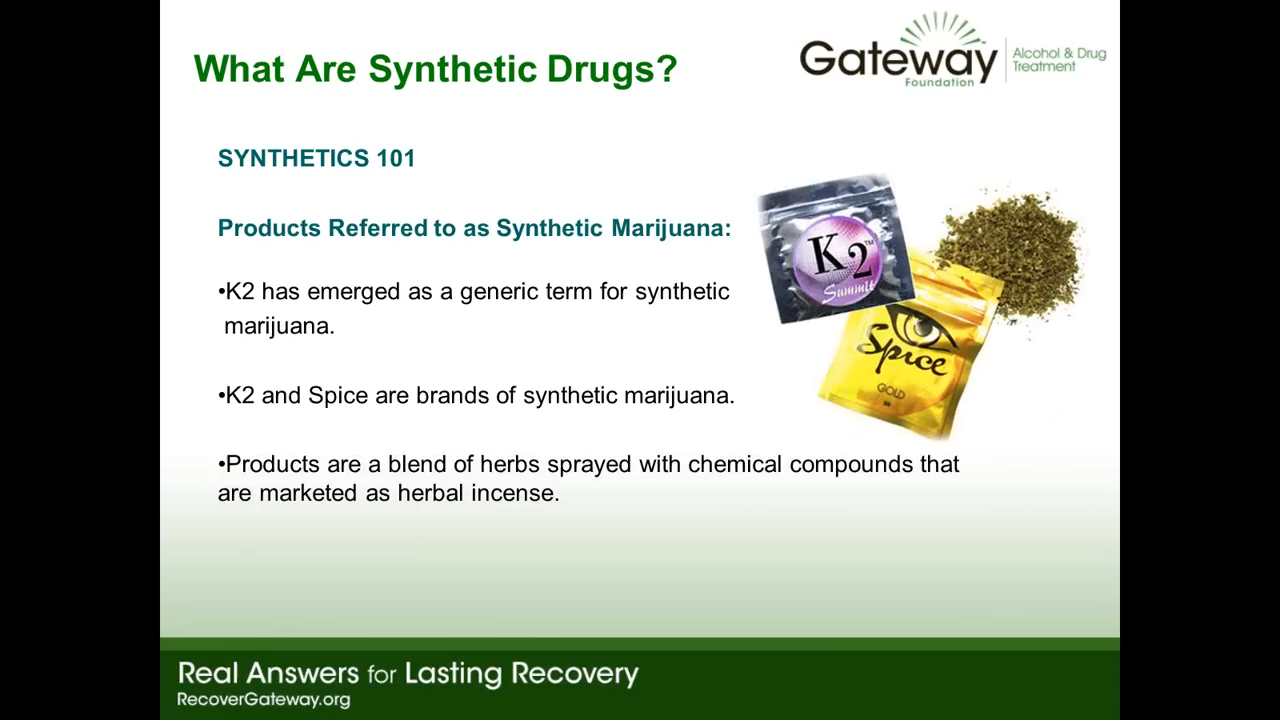 What Are Synthetic Drugs?
Gateway
Foundation
Alcohol & Drug
Treatment
SYNTHETICS 101
Products Referred to as Synthetic Marijuana:
•K2 has emerged as a generic term for synthetic
marijuana.
•K2 and Spice are brands of synthetic marijuana.
•Products are a blend of herbs sprayed with chemical compounds that
are marketed as herbal incense.
K2™
Summit
Spice
GOLD
Real Answers for Lasting Recovery
RecoverGateway.org